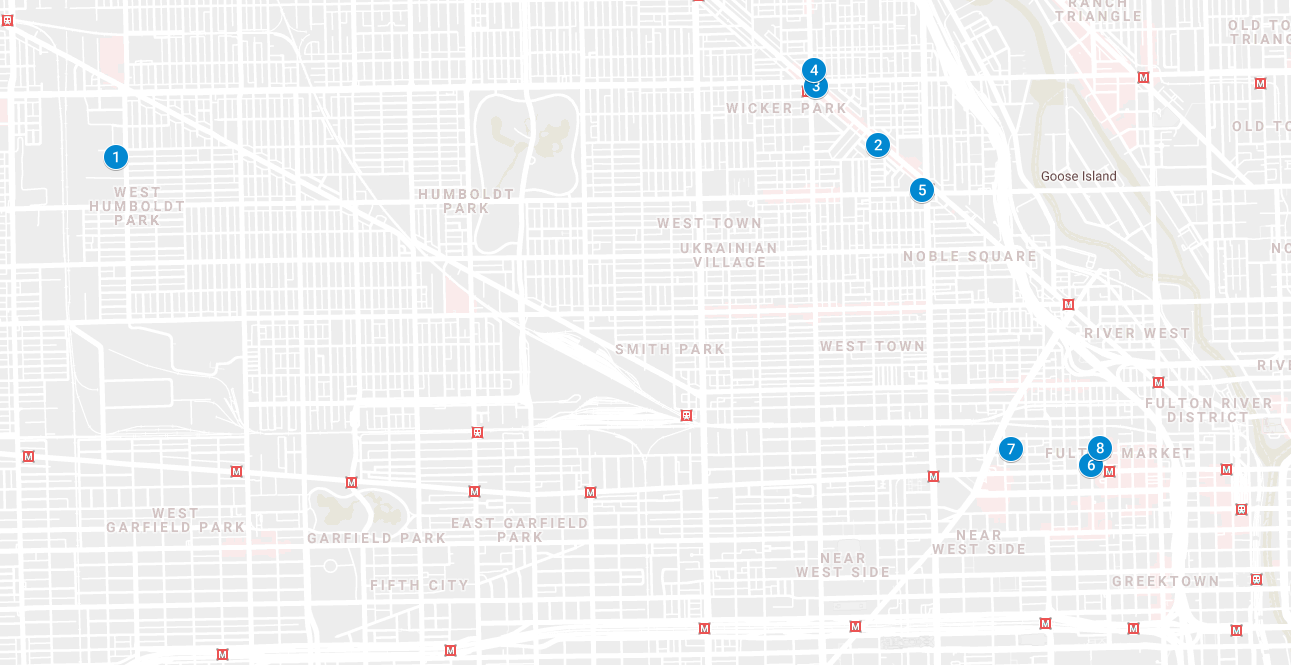 RANCH
TRIANGLE
OLD TO
TRIANG
4
3
WICKER PARK
OLD TO
2
1
Goose Island
5
WEST
HUMBOLDT
PARK
HUMBOLDT
PARK
WEST TOWN
UKRAINIAN
VILLAGE
NOBLE SQUARE
NO
M
RIVER WEST
SMITH PARK
WEST TOWN
RIVE
M
FULTON RIVER
DISTRICT
7
8
FULT
MARKET
6
M
M
M
M
M
M
M
M
WEST
GARFIELD PARK
GARFIELD PARK
EAST GARFIELD
PARK
NEAR
WEST SIDE
NEAR
WEST SIDE
FIFTH CITY
GREEKTOWN
M
M
M
M
M
M
M
M
M